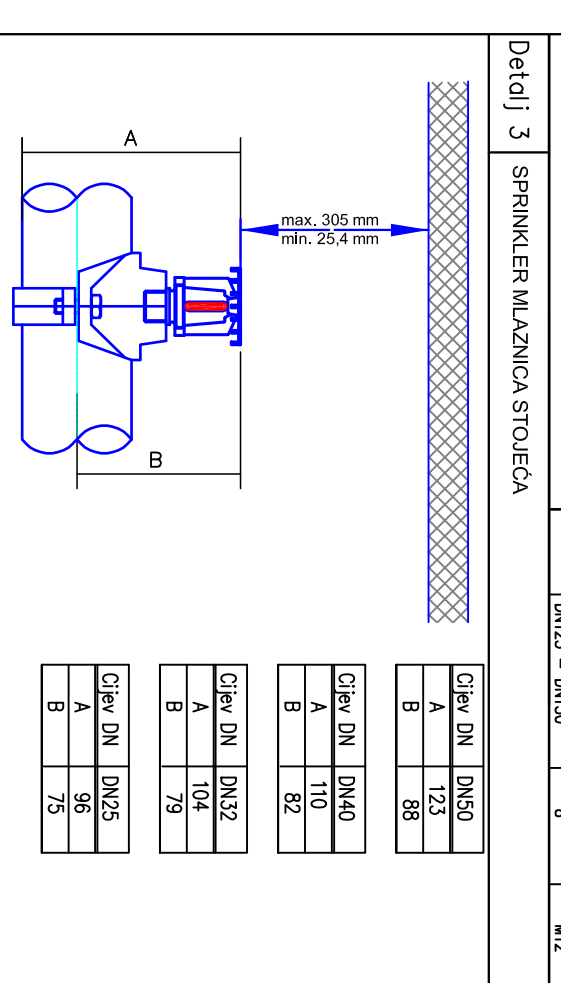 Detalj 3
SPRINKLER MLAZNICA STOJEĆA
A
B
max. 305 mm
min. 25,4 mm
Cijev DN DN50
A 123
B 88
Cijev DN DN40
A 110
B 82
Cijev DN DN32
A 104
B 79
Cijev DN DN25
A 96
B 75